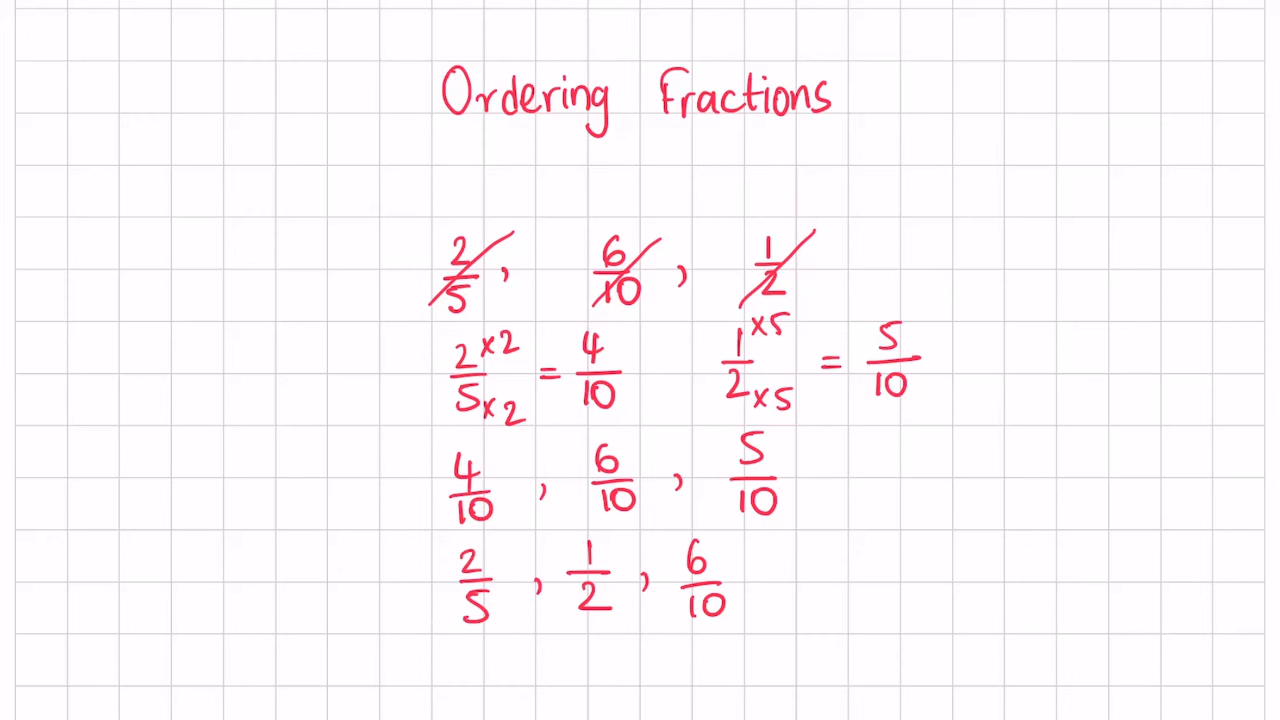 Ordering Fractions
2/5, 6/10, 1/2
2/5 ×2 ×2 = 4/10 1/2 ×5 ×5 = 5/10
4/10, 6/10, 5/10
2/5, 1/2, 6/10